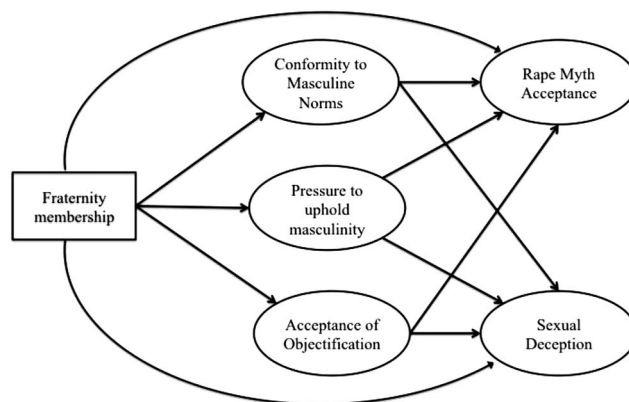 Conformity to
Masculine
Norms
Rape Myth
Acceptance
Fraternity
membership
Pressure to
uphold
masculinity
Acceptance of
Objectification
Sexual
Deception